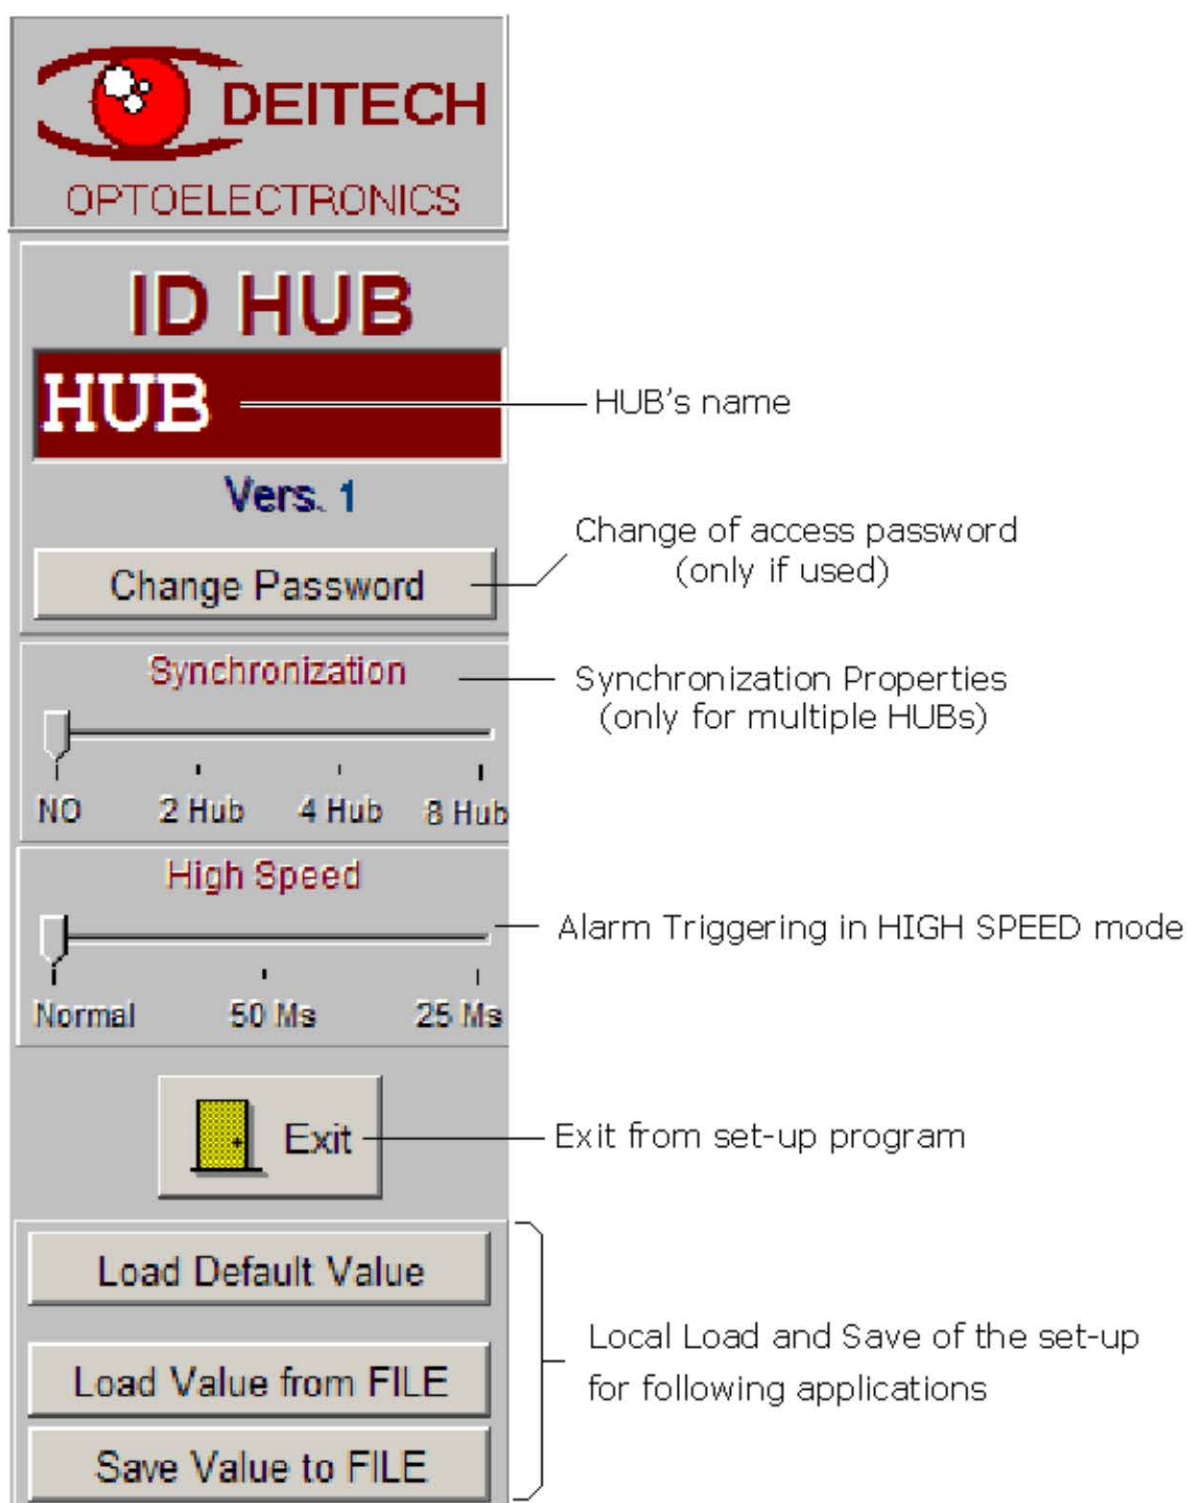 DEITECH
OPTOELECTRONICS
ID HUB
HUB
HUB's name
Vers. 1
Change of access password
(only if used)
Change Password
Synchronization
Synchronization Properties
(only for multiple HUBs)
NO 2 Hub 4 Hub 8 Hub
High Speed
Alarm Triggering in HIGH SPEED mode
Normal 50 Ms 25 Ms
Exit
Exit from set-up program
Load Default Value
Load Value from FILE
Save Value to FILE
Local Load and Save of the set-up
for following applications